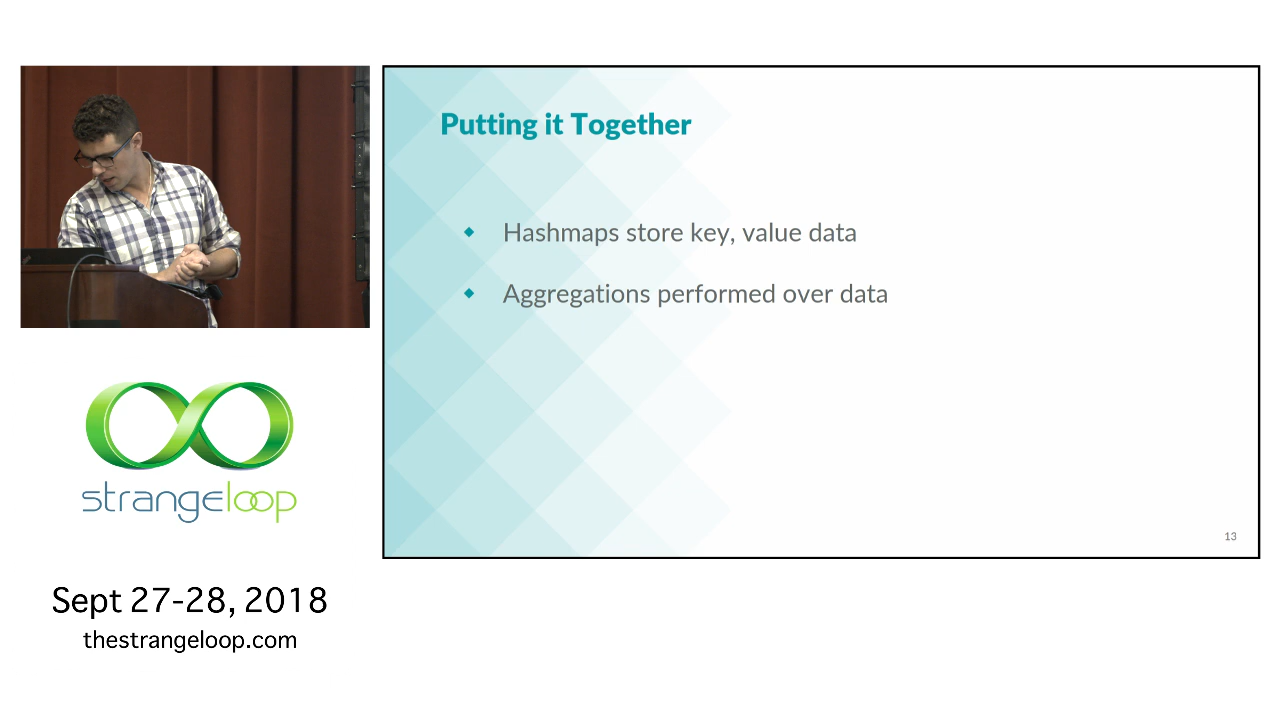 Putting it Together
Hashmaps store key, value data
Aggregations performed over data
13
strangeloop
Sept 27-28, 2018
thestrangeloop.com